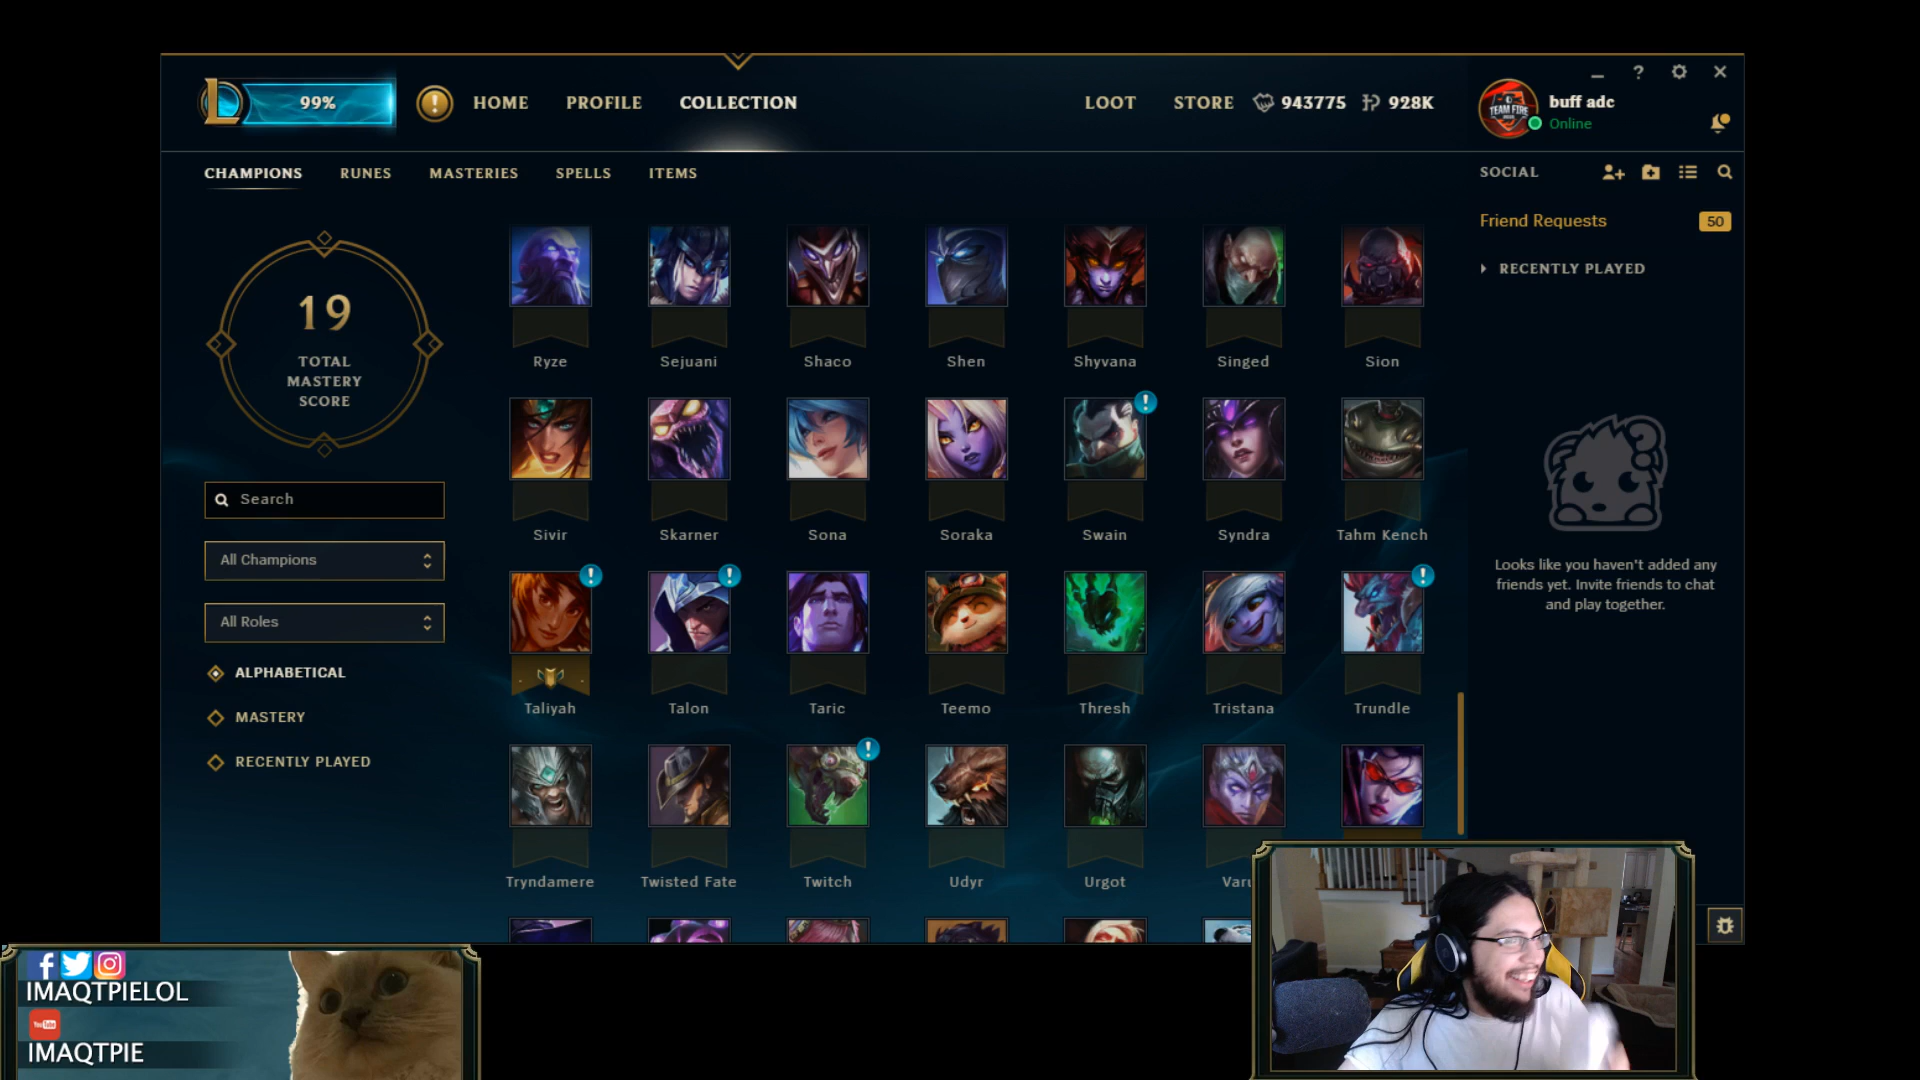 99%
HOME
PROFILE
COLLECTION
LOOT
STORE
943775
928K
buff adc
Online
CHAMPIONS
RUNES
MASTERIES
SPELLS
ITEMS
SOCIAL
Friend Requests
50
RECENTLY PLAYED
19
TOTAL
MASTERY
SCORE
Search
All Champions
All Roles
ALPHABETICAL
MASTERY
RECENTLY PLAYED
Ryze
Sejuani
Shaco
Shen
Shyvana
Singed
Sion
Sivir
Skarner
Sona
Soraka
Swain
Syndra
Tahm Kench
Taliyah
Talon
Taric
Teemo
Thresh
Tristana
Trundle
Tryndamere
Twisted Fate
Twitch
Udyr
Urgot
Looks like you haven't added any
friends yet. Invite friends to chat
and play together.
TEAM FIRE
IMAQTPIELOL
YouTube
IMAQTPIE